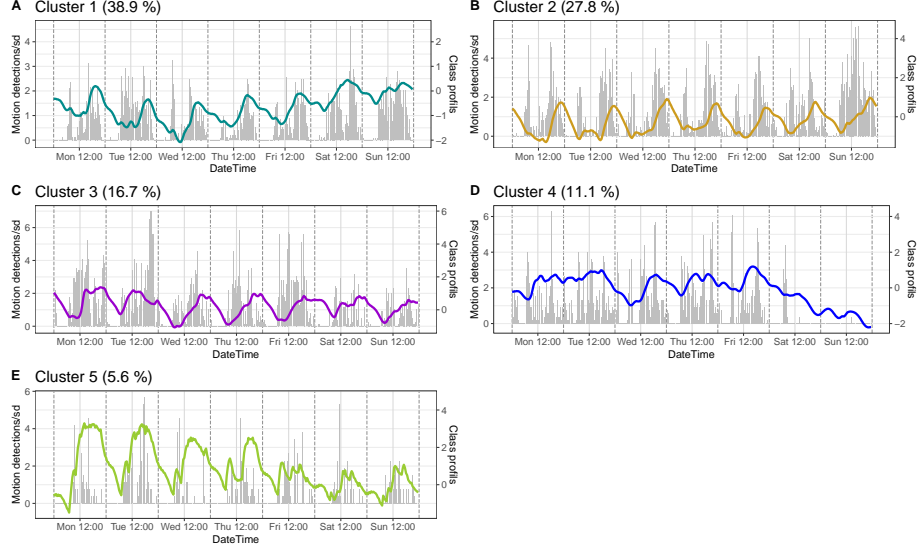 A Cluster 1 (38.9 %)
Motion detections/sd
4
3
2
1
0
2
1
0
−1
−2
Class profils
Mon 12:00 Tue 12:00 Wed 12:00 Thu 12:00 Fri 12:00 Sat 12:00 Sun 12:00
DateTime
B Cluster 2 (27.8 %)
Motion detections/sd
4
2
0
4
2
0
Class profils
Mon 12:00 Tue 12:00 Wed 12:00 Thu 12:00 Fri 12:00 Sat 12:00 Sun 12:00
DateTime
C Cluster 3 (16.7 %)
Motion detections/sd
6
4
2
0
6
4
2
0
Class profils
Mon 12:00 Tue 12:00 Wed 12:00 Thu 12:00 Fri 12:00 Sat 12:00 Sun 12:00
DateTime
D Cluster 4 (11.1 %)
Motion detections/sd
6
4
2
0
4
2
0
−2
Class profils
Mon 12:00 Tue 12:00 Wed 12:00 Thu 12:00 Fri 12:00 Sat 12:00 Sun 12:00
DateTime
E Cluster 5 (5.6 %)
Motion detections/sd
6
4
2
0
4
2
0
Class profils
Mon 12:00 Tue 12:00 Wed 12:00 Thu 12:00 Fri 12:00 Sat 12:00 Sun 12:00
DateTime